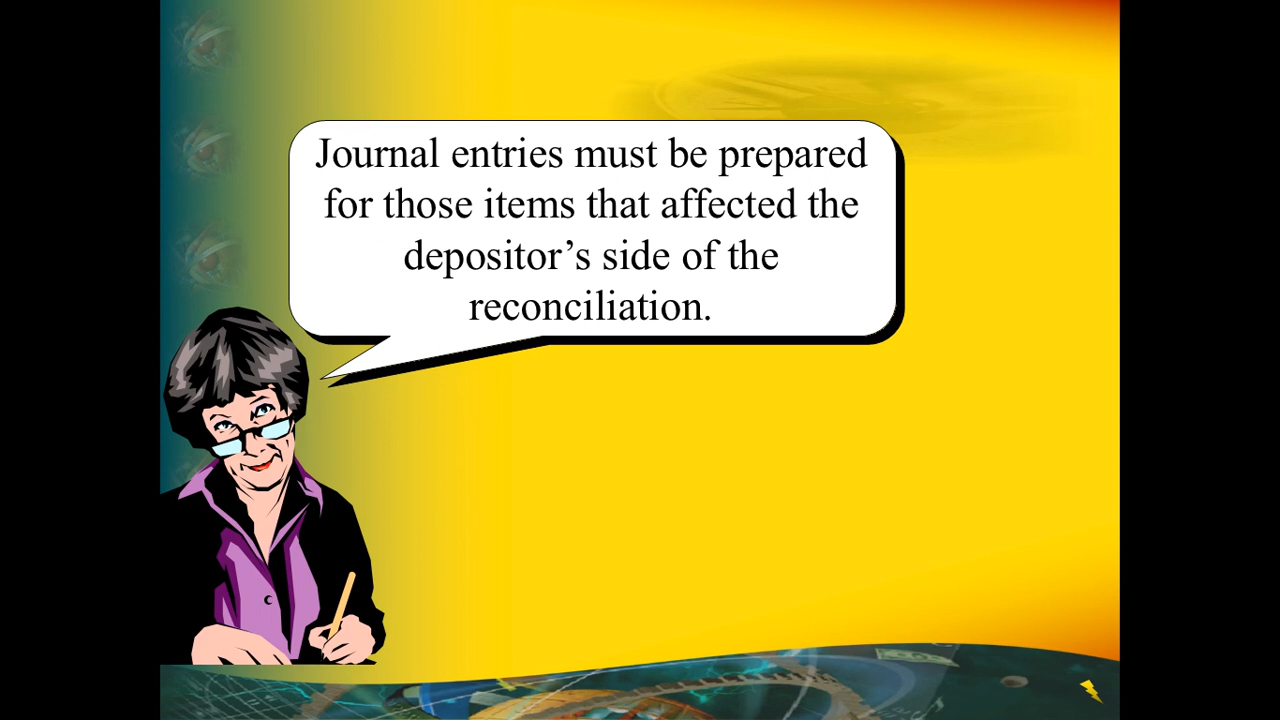 Journal entries must be prepared
for those items that affected the
depositor’s side of the
reconciliation.